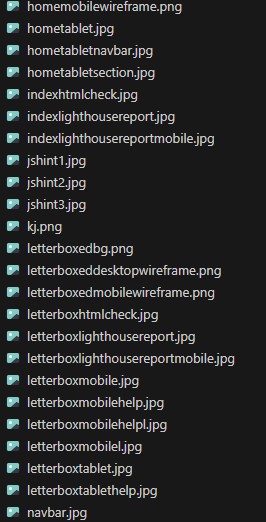 homemobilewireframe.png
hometablet.jpg
hometabletnavbar.jpg
hometabletsection.jpg
indexhtmlcheck.jpg
indexlighthousereport.jpg
indexlighthousereportmobile.jpg
jshint1.jpg
jshint2.jpg
jshint3.jpg
kj.png
letterboxedbg.png
letterboxeddesktopwireframe.png
letterboxedmobilewireframe.png
letterboxhtmlcheck.jpg
letterboxlighthousereport.jpg
letterboxlighthousereportmobile.jpg
letterboxmobile.jpg
letterboxmobilehelp.jpg
letterboxmobilehelpl.jpg
letterboxmobilel.jpg
letterboxtablet.jpg
letterboxtablethelp.jpg
navbar.jpg